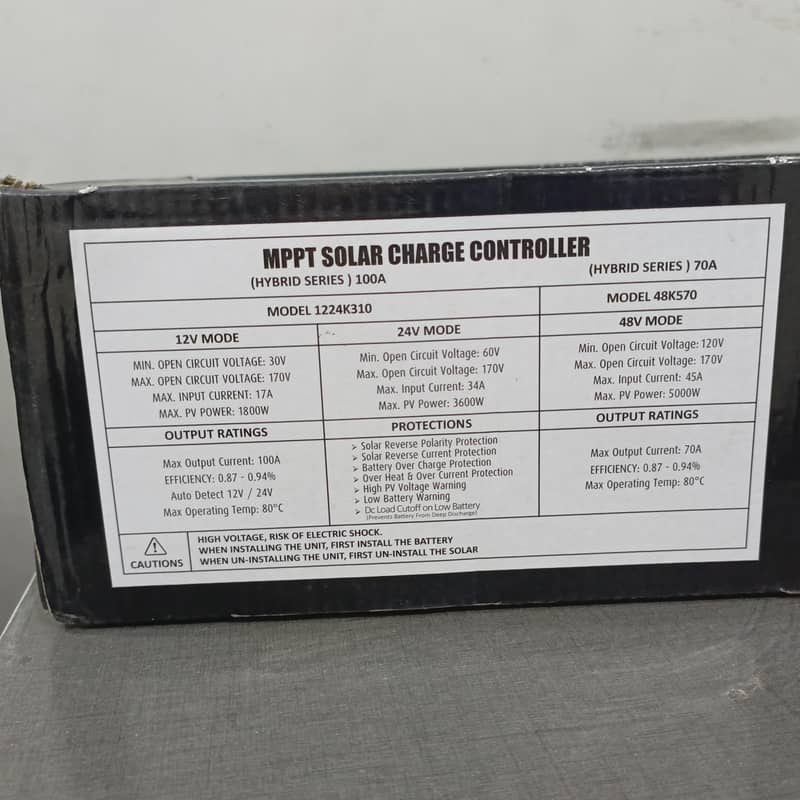 MPPT SOLAR CHARGE CONTROLLER
(HYBRID SERIES ) 100A
(HYBRID SERIES ) 70A
MODEL 1224K310
MODEL 48K570
12V MODE
24V MODE
48V MODE
MIN. OPEN CIRCUIT VOLTAGE: 30V
MAX. OPEN CIRCUIT VOLTAGE: 170V
MAX. INPUT CURRENT: 17A
MAX. PV POWER: 1800W
Min. Open Circuit Voltage: 60V
Max. Open Circuit Voltage: 170V
Max. Input Current: 34A
Max. PV Power: 3600W
Min. Open Circuit Voltage: 120V
Max. Open Circuit Voltage: 170V
Max. Input Current: 45A
Max. PV Power: 5000W
OUTPUT RATINGS
PROTECTIONS
OUTPUT RATINGS
Max Output Current: 100A
EFFICIENCY: 0.87 - 0.94%
Auto Detect 12V / 24V
Max Operating Temp: 80°C
➢ Solar Reverse Polarity Protection
➢ Solar Reverse Current Protection
➢ Battery Over Charge Protection
➢ Over Heat & Over Current Protection
➢ High PV Voltage Warning
➢ Low Battery Warning
➢ Dc Load Cutoff on Low Battery
(Prevents Battery From Deep Discharge)
Max Output Current: 70A
EFFICIENCY: 0.87 - 0.94%
Max Operating Temp: 80°C
CAUTIONS
HIGH VOLTAGE, RISK OF ELECTRIC SHOCK.
WHEN INSTALLING THE UNIT, FIRST INSTALL THE BATTERY
WHEN UN-INSTALLING THE UNIT, FIRST UN-INSTALL THE SOLAR